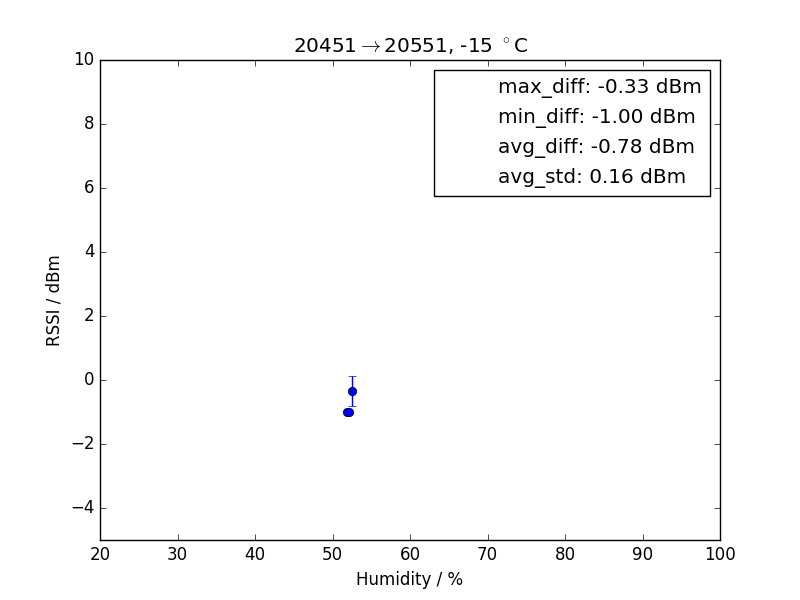 20451→20551, -15 °C
max_diff: -0.33 dBm
min_diff: -1.00 dBm
avg_diff: -0.78 dBm
avg_std: 0.16 dBm
RSSI / dBm
10
8
6
4
2
0
−2
−4
20 30 40 50 60 70 80 90 100
Humidity / %